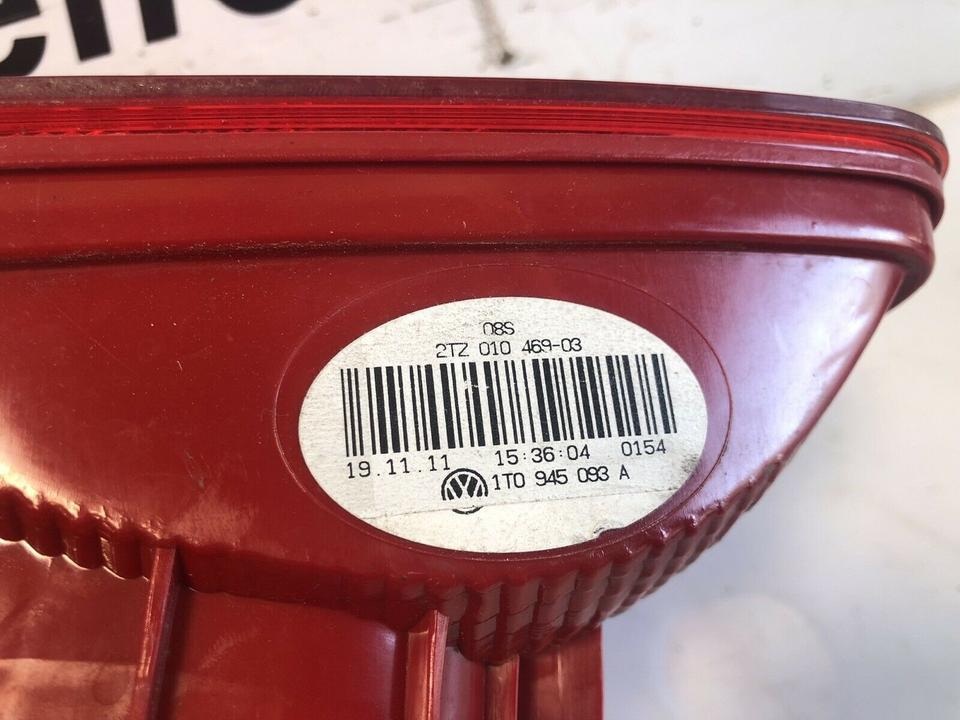 08S
2TZ 010 469-03
19.11.11 15:36:04 0154
1T0 945 093 A